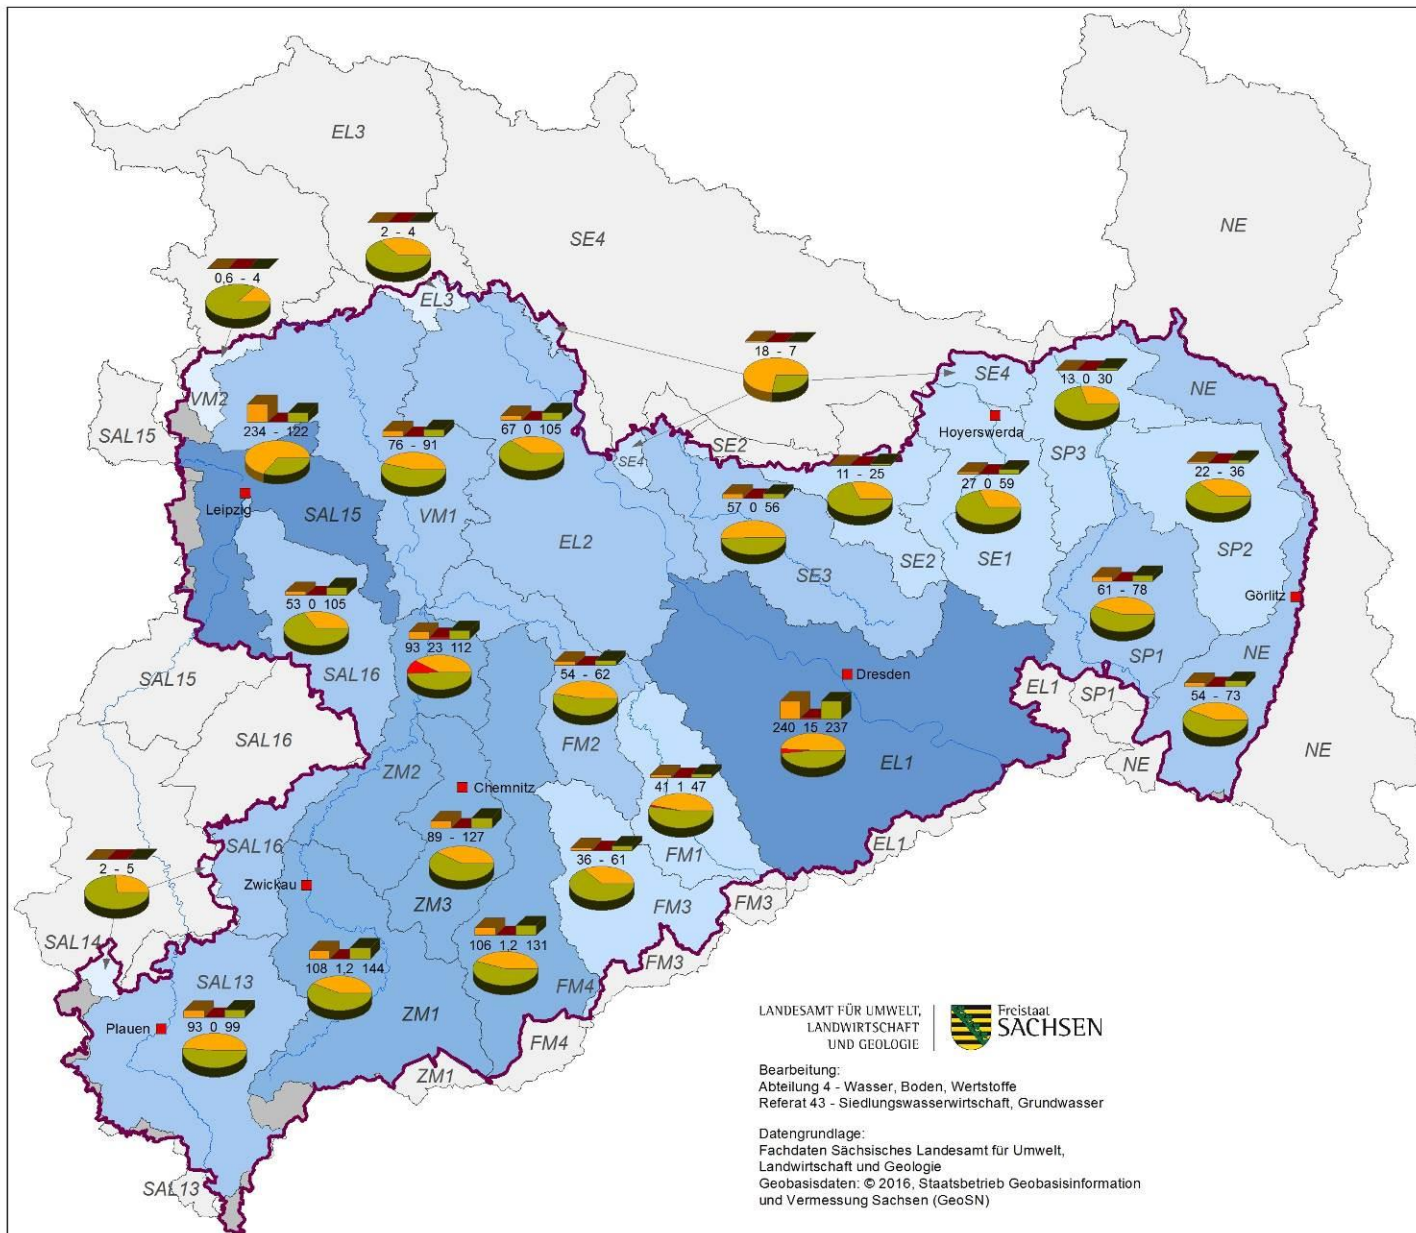 EL3
SE4
NE
2 - 4
0,6 - 4
EL3
18 - 7
SE4
13 0 30
NE
VM2
SAL15
234 - 122
76 - 91
67 0 105
SE2
Hoyerswerda
SP3
SE4
11 - 25
27 0 59
22 - 36
Leipzig
SAL15
VM1
57 0 56
EL2
SE3
SE2
SE1
SP2
53 0 105
61 - 78
Görlitz
SAL15
SAL16
93 23 112
54 - 62
Dresden
SP1
NE
EL1
SP1
54 - 73
SAL16
240 15 237
FM2
EL1
NE
NE
ZM2
Chemnitz
41 1 47
89 - 127
FM1
EL1
SAL16
2 - 5
36 - 61
Zwickau
ZM3
FM3
FM3
SAL14
106 1,2 131
108 1,2 144
FM3
SAL13
FM4
ZM1
Plauen
93 0 99
FM4
ZM1
SAL13
LANDESAMT FÜR UMWELT,
LANDWIRTSCHAFT
UND GEOLOGIE
Freistaat
SACHSEN
Bearbeitung:
Abteilung 4 - Wasser, Boden, Wertstoffe
Referat 43 - Siedlungswasserwirtschaft, Grundwasser
Datengrundlage:
Fachdaten Sächsisches Landesamt für Umwelt,
Landwirtschaft und Geologie
Geobasisdaten: © 2016, Staatsbetrieb Geobasisinformation
und Vermessung Sachsen (GeoSN)